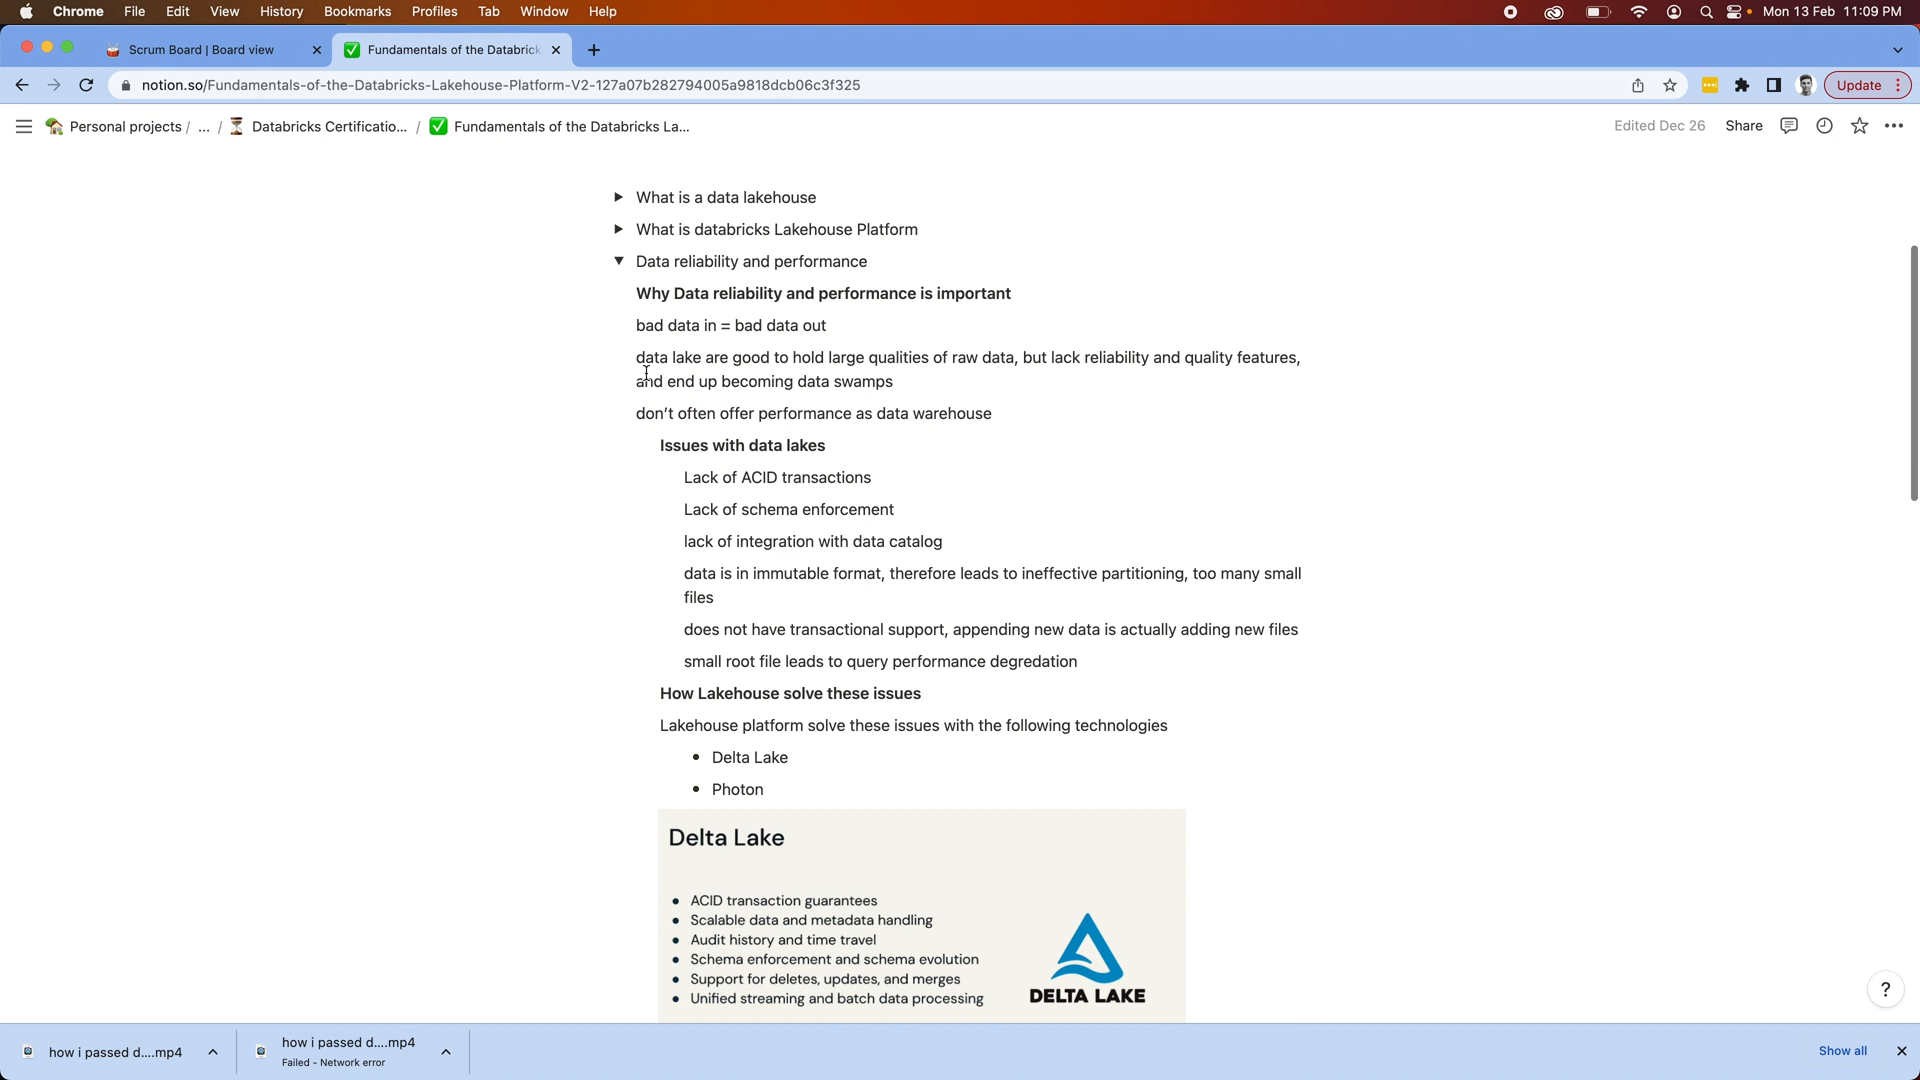 Chrome File Edit View History Bookmarks Profiles Tab Window Help Mon 13 Feb 11:09 PM
Scrum Board | Board view Fundamentals of the Databrick
notion.so/Fundamentals-of-the-Databricks-Lakehouse-Platform-V2-127a07b282794005a9818dcb06c3f325 Update
Personal projects / ... / Databricks Certificatio... / Fundamentals of the Databricks La... Edited Dec 26 Share
What is a data lakehouse
What is databricks Lakehouse Platform
Data reliability and performance
Why Data reliability and performance is important
bad data in = bad data out
data lake are good to hold large qualities of raw data, but lack reliability and quality features,
and end up becoming data swamps
don't often offer performance as data warehouse
Issues with data lakes
Lack of ACID transactions
Lack of schema enforcement
lack of integration with data catalog
data is in immutable format, therefore leads to ineffective partitioning, too many small
files
does not have transactional support, appending new data is actually adding new files
small root file leads to query performance degredation
How Lakehouse solve these issues
Lakehouse platform solve these issues with the following technologies
• Delta Lake
• Photon
Delta Lake
• ACID transaction guarantees
• Scalable data and metadata handling
• Audit history and time travel
• Schema enforcement and schema evolution
• Support for deletes, updates, and merges
• Unified streaming and batch data processing
DELTA LAKE
?
how i passed d....mp4 how i passed d....mp4 Show all
Failed - Network error